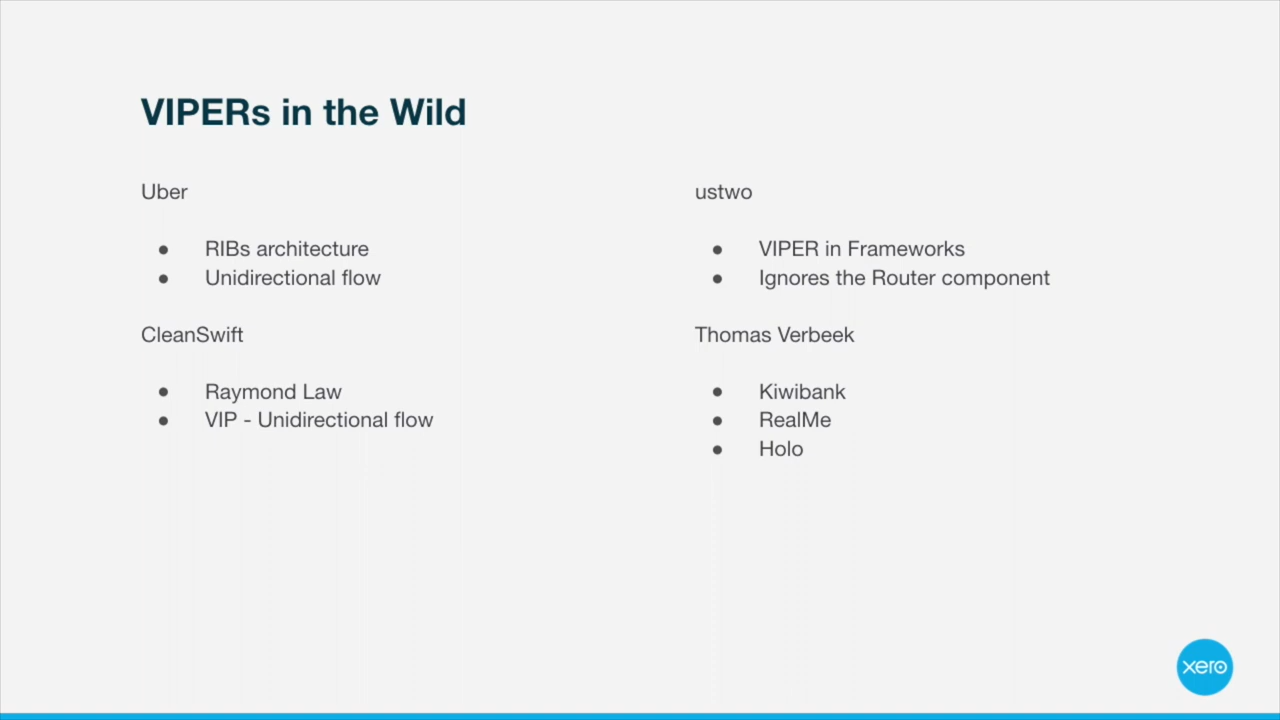 VIPERs in the Wild
Uber
● RIBs architecture
● Unidirectional flow
CleanSwift
● Raymond Law
● VIP - Unidirectional flow
ustwo
● VIPER in Frameworks
● Ignores the Router component
Thomas Verbeek
● Kiwibank
● RealMe
● Holo
xero